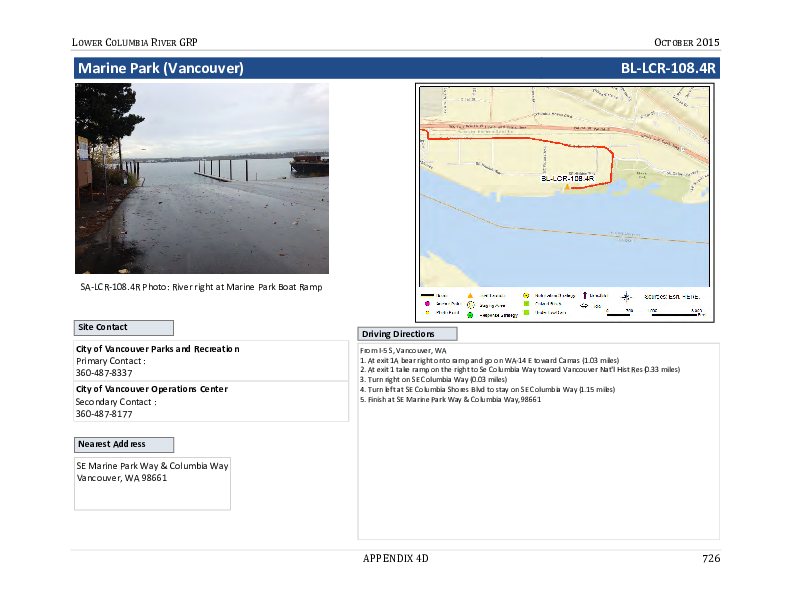 LOWER COLUMBIA RIVER GRP
OCTOBER 2015
Marine Park (Vancouver)
BL-LCR-108.4R
BL-LCR-108.4R
Sources: Esri, HERE,
SA-LCR-108.4R Photo: River right at Marine Park Boat Ramp
Site Contact
City of Vancouver Parks and Recreation
Primary Contact :
360-487-8337
City of Vancouver Operations Center
Secondary Contact :
360-487-8177
Nearest Address
SE Marine Park Way & Columbia Way
Vancouver, WA 98661
Driving Directions
From I-5 S, Vancouver, WA
1. At exit 1A bear right onto ramp and go on WA-14 E toward Camas (1.03 miles)
2. At exit 1 take ramp on the right to Se Columbia Way toward Vancouver Nat'l Hist Res (0.33 miles)
3. Turn right on SE Columbia Way (0.03 miles)
4. Turn left at SE Columbia Shores Blvd to stay on SE Columbia Way (1.15 miles)
5. Finish at SE Marine Park Way & Columbia Way, 98661
APPENDIX 4D
726